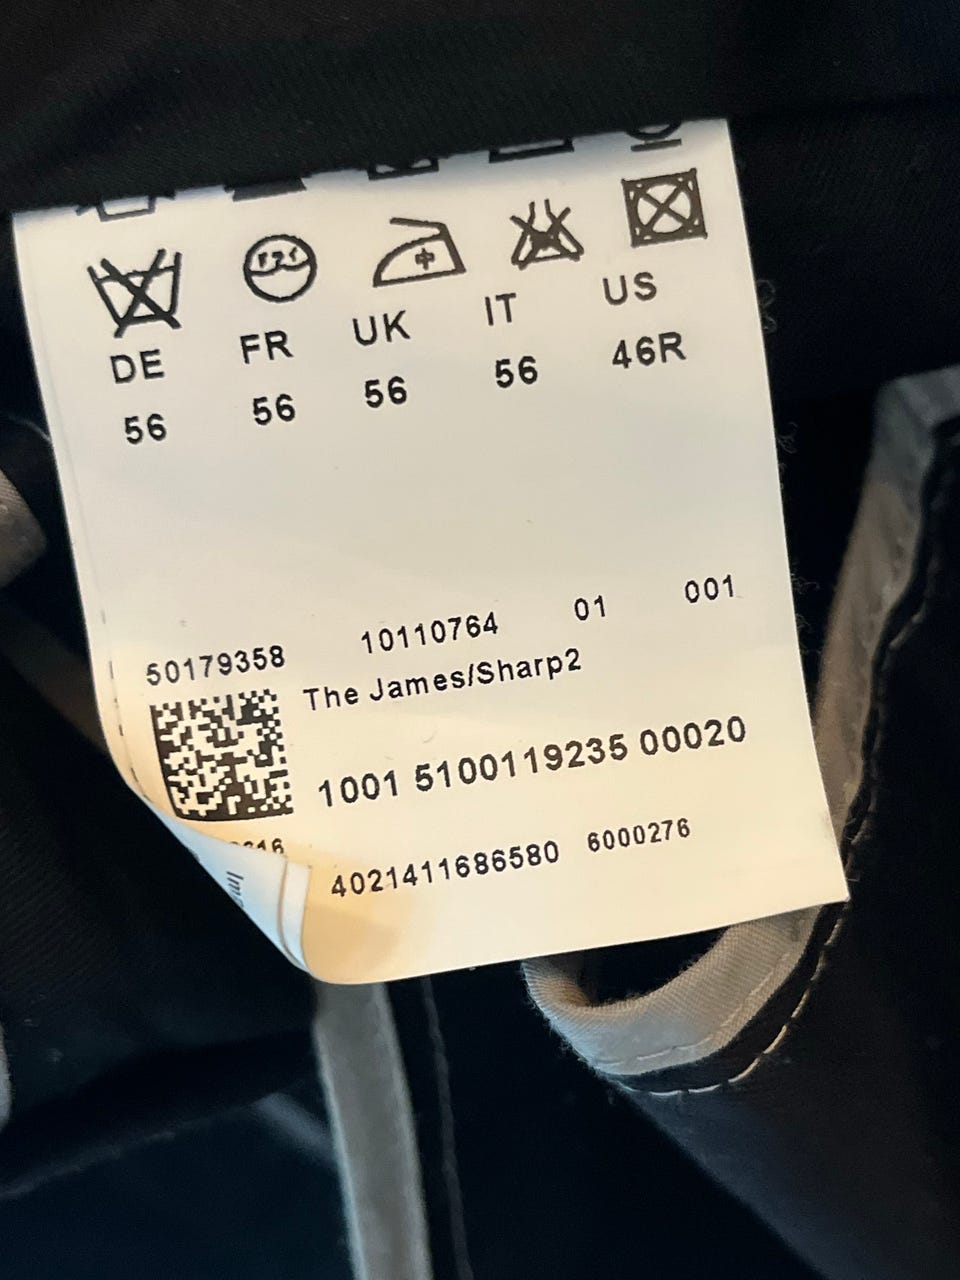 DE FR UK IT US
56 56 56 56 46R
50179358 10110764 01 001
The James/Sharp2
1001 5100119235 00020
4021411686580 6000276